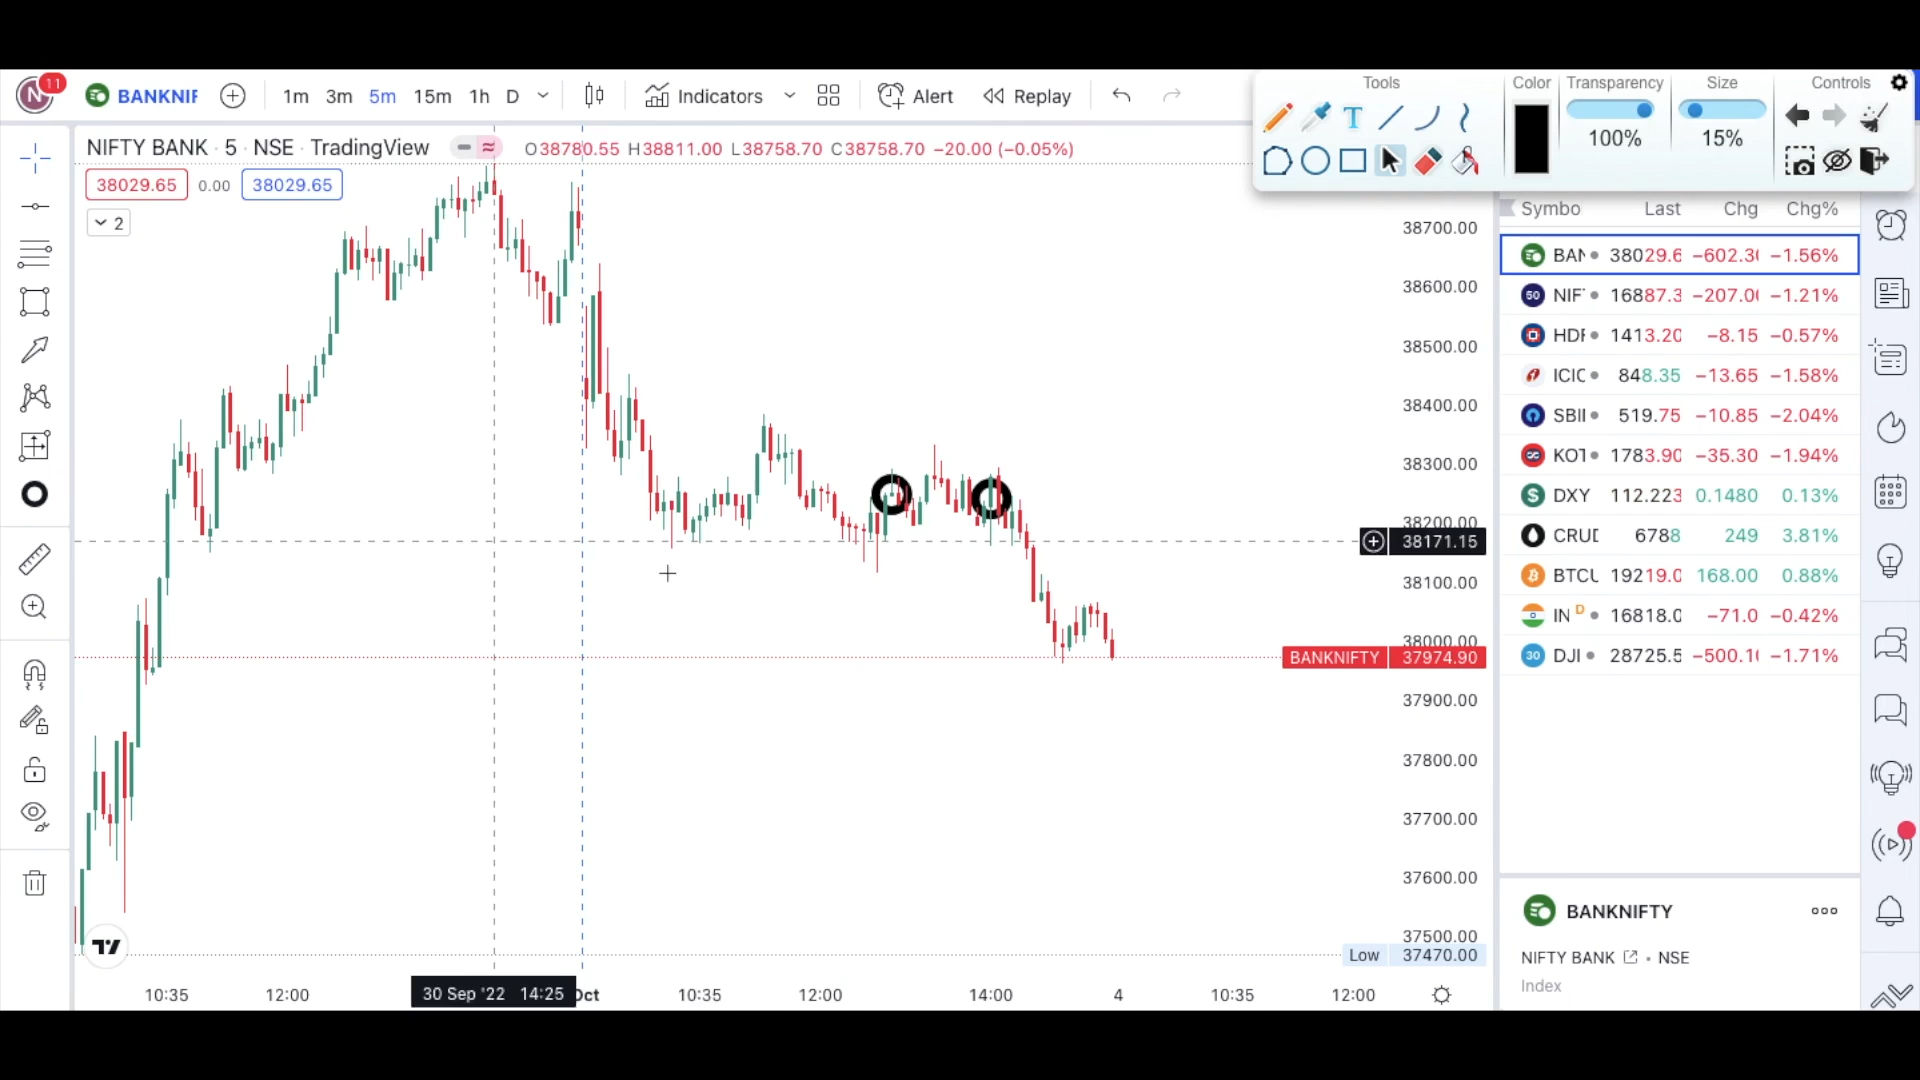 N 11 BANKNIF 1m 3m 5m 15m 1h D Indicators Alert Replay
Tools Color Transparency Size Controls
T 100% 15%
NIFTY BANK · 5 · NSE TradingView O38780.55 H38811.00 L38758.70 C38758.70 −20.00 (−0.05%)
38029.65 0.00 38029.65
2
38700.00
38600.00
38500.00
38400.00
38300.00
38200.00
38171.15
38100.00
38000.00
BANKNIFTY 37974.90
37900.00
37800.00
37700.00
37600.00
37500.00
Low 37470.00
10:35 12:00 30 Sep '22 14:25 Oct 10:35 12:00 14:00 4 10:35 12:00
Symbo Last Chg Chg%
BAN 38029.6 −602.3 −1.56%
50 NIF 16887.3 −207.0 −1.21%
HDF 1413.20 −8.15 −0.57%
ICIC 848.35 −13.65 −1.58%
SBII 519.75 −10.85 −2.04%
KOT 1783.90 −35.30 −1.94%
DXY 112.223 0.1480 0.13%
CRUD 6788 249 3.81%
BTCU 19219.0 168.00 0.88%
IN D 16818.0 −71.0 −0.42%
30 DJI 28725.5 −500.1 −1.71%
BANKNIFTY
NIFTY BANK • NSE
Index